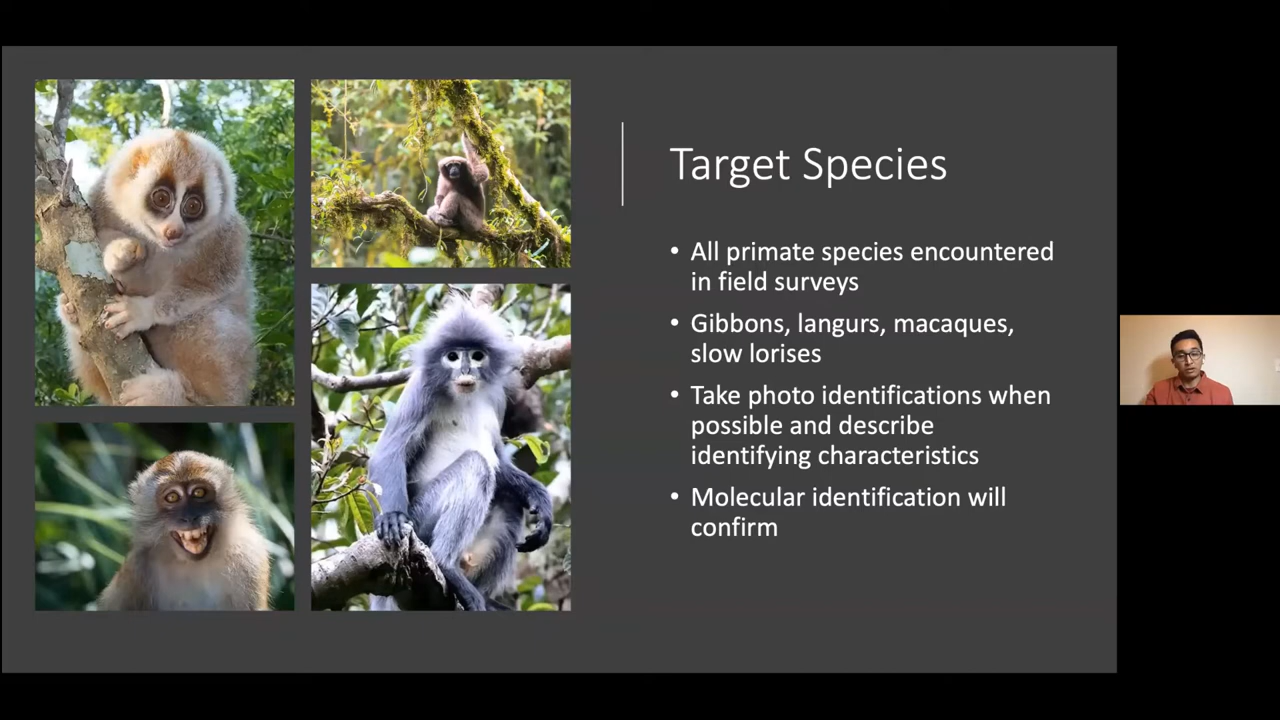 Target Species
• All primate species encountered
in field surveys
• Gibbons, langurs, macaques,
slow lorises
• Take photo identifications when
possible and describe
identifying characteristics
• Molecular identification will
confirm